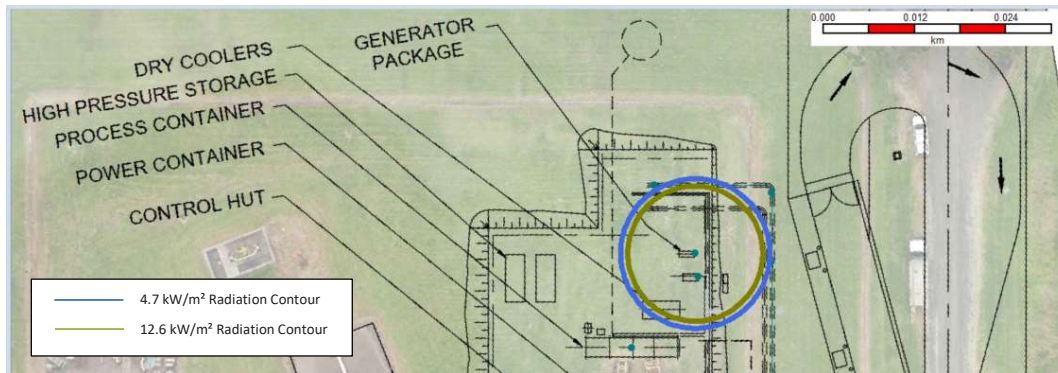 0.000 0.012 0.024
km
GENERATOR
PACKAGE
DRY COOLERS
HIGH PRESSURE STORAGE
PROCESS CONTAINER
POWER CONTAINER
CONTROL HUT
4.7 kW/m² Radiation Contour
12.6 kW/m² Radiation Contour